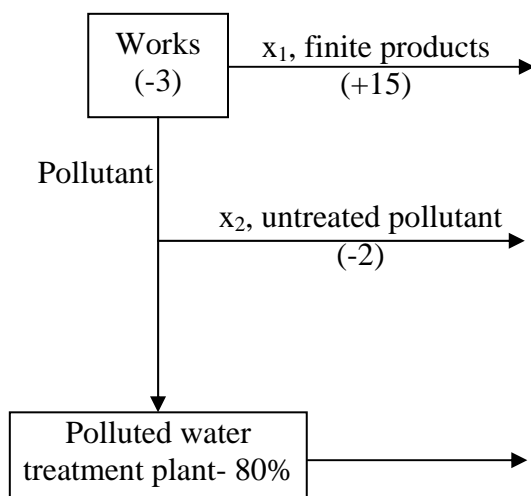 Works
(-3)
x₁, finite products
(+15)
Pollutant
x₂, untreated pollutant
(-2)
Polluted water
treatment plant- 80%